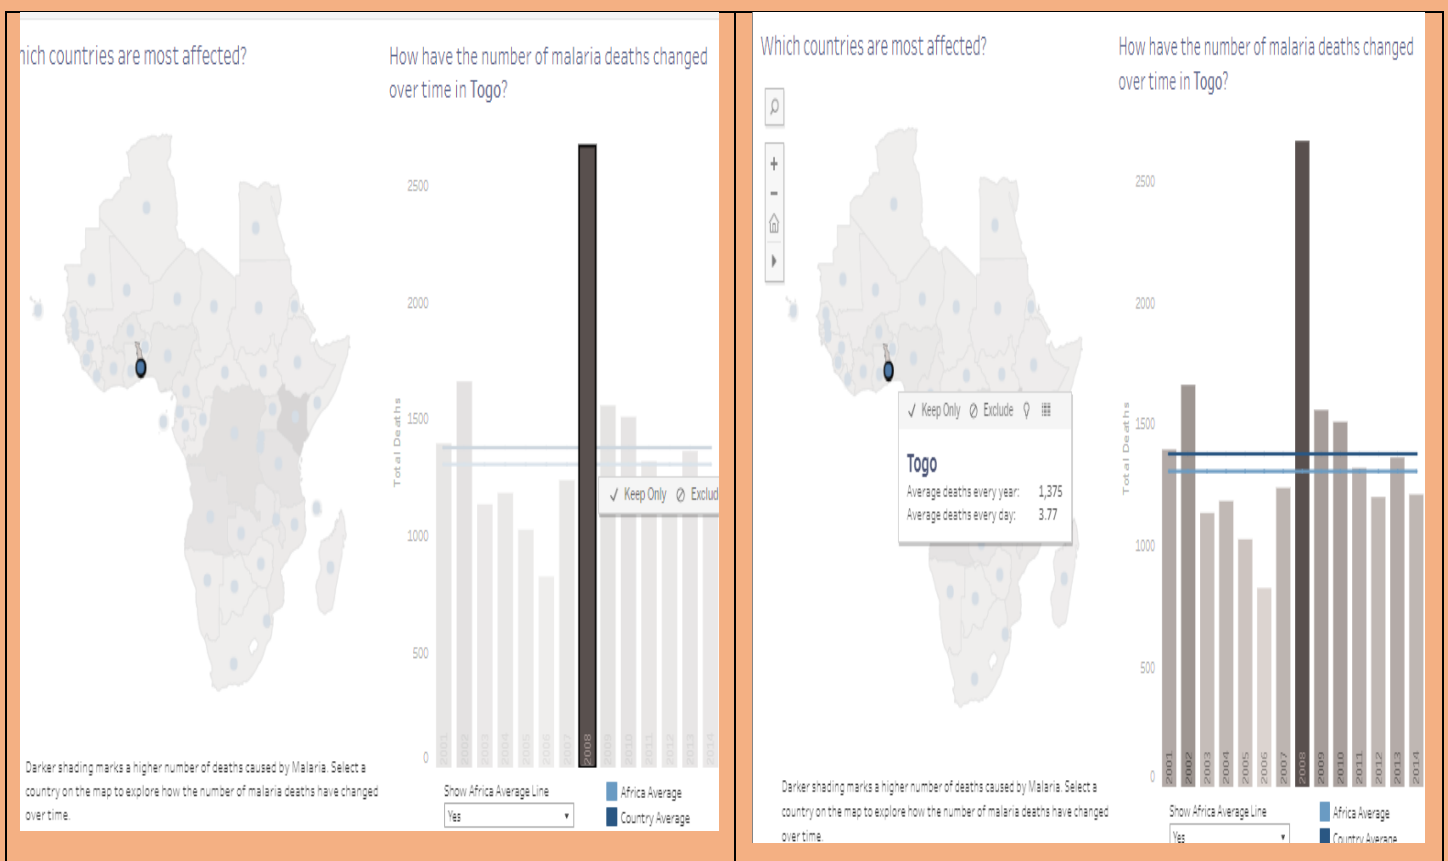 hich countries are most affected?
How have the number of malaria deaths changed
over time in Togo?
2500
2000
1500
1000
500
0
Total Deaths
2001
2002
2003
2004
2005
2006
2007
2008
2009
2010
2011
2012
2013
2014
Keep Only Exclud
Darker shading marks a higher number of deaths caused by Malaria. Select a
country on the map to explore how the number of malaria deaths have changed
over time.
Show Africa Average Line
Yes
Africa Average
Country Average
Which countries are most affected?
How have the number of malaria deaths changed
over time in Togo?
Keep Only Exclude
Togo
Average deaths every year: 1,375
Average deaths every day: 3.77
2500
2000
1500
1000
500
0
Total Deaths
2001
2002
2003
2004
2005
2006
2007
2008
2009
2010
2011
2012
2013
2014
Darker shading marks a higher number of deaths caused by Malaria. Select a
country on the map to explore how the number of malaria deaths have changed
over time.
Show Africa Average Line
Yes
Africa Average
Country Average